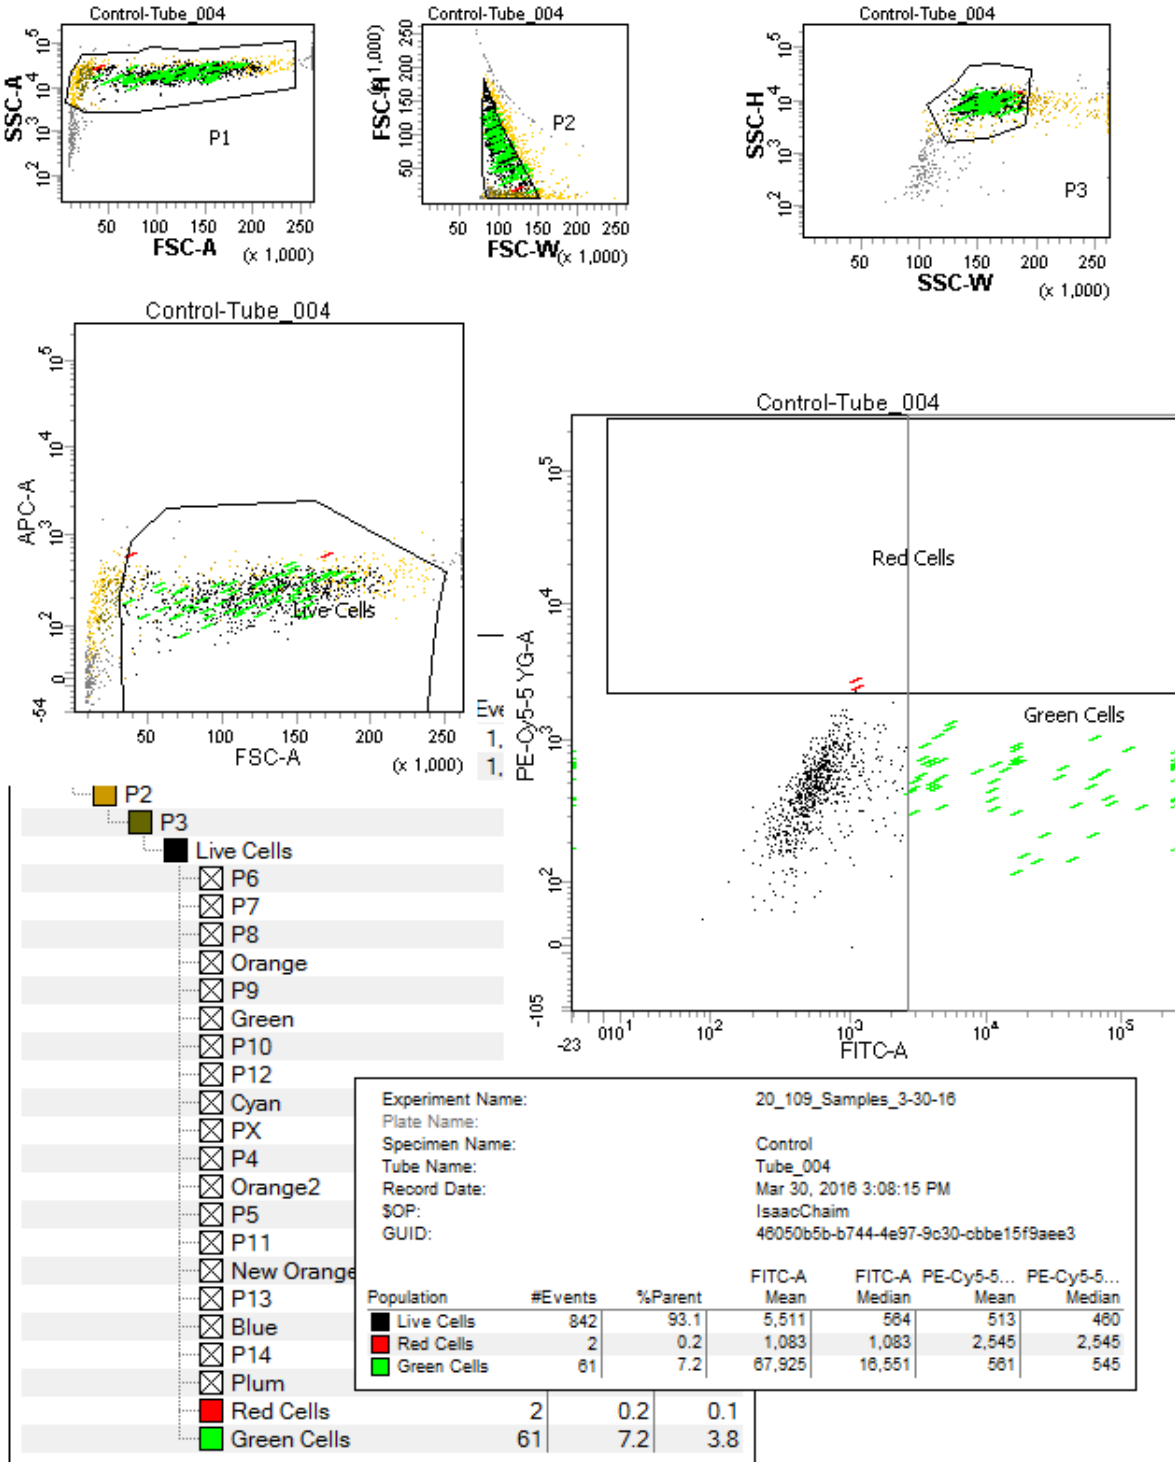 Control-Tube_004
SSC-A
10^5
10^4
10^3
10^2
P1
50 100 150 200 250
FSC-A (x 1,000)
Control-Tube_004
FSC-H
(x 1,000)
50 100 150 200 250
P2
50 100 150 200 250
FSC-W (x 1,000)
Control-Tube_004
SSC-H
10^5
10^4
10^3
10^2
P3
50 100 150 200 250
SSC-W
(x 1,000)
Control-Tube_004
APC-A
10^5
10^4
10^3
10^2
0
-54
Live Cells
50 100 150 200 250
FSC-A
(x 1,000)
Control-Tube_004
PE-Cy5-5 YG-A
10^5
10^4
10^3
10^2
0
-105
Red Cells
Green Cells
-23 0 10^1 10^2 10^3 10^4 10^5
FITC-A
Eve
1,
1,
P2
P3
Live Cells
P6
P7
P8
Orange
P9
Green
P10
P12
Cyan
PX
P4
Orange2
P5
P11
New Orange
P13
Blue
P14
Plum
Red Cells 2 0.2 0.1
Green Cells 61 7.2 3.8
Experiment Name: 20_109_Samples_3-30-16
Plate Name:
Specimen Name: Control
Tube Name: Tube_004
Record Date: Mar 30, 2016 3:08:15 PM
$OP: IsaacChaim
GUID: 46050b5b-b744-4e97-9c30-cbbe15f9aee3
FITC-A FITC-A PE-Cy5-5... PE-Cy5-5...
Population #Events %Parent Mean Median Mean Median
Live Cells 842 93.1 5,511 564 513 460
Red Cells 2 0.2 1,083 1,083 2,545 2,545
Green Cells 61 7.2 67,925 16,551 561 545